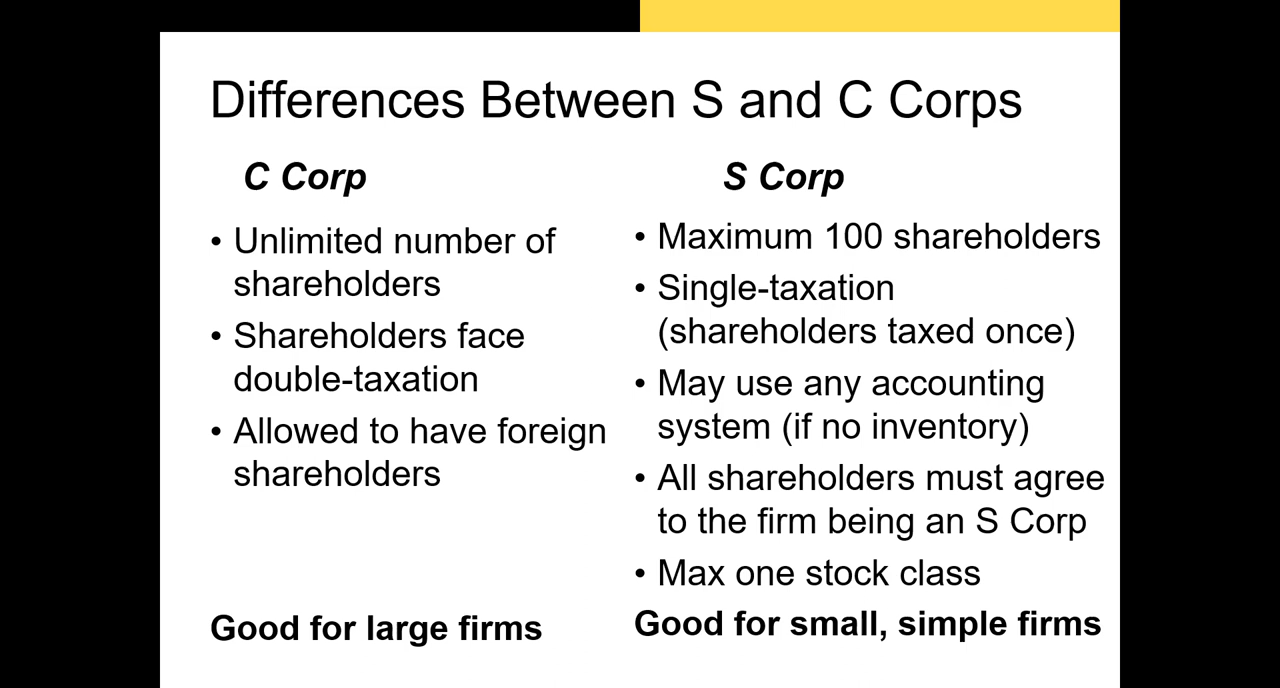 Differences Between S and C Corps
C Corp
• Unlimited number of
shareholders
• Shareholders face
double-taxation
• Allowed to have foreign
shareholders
Good for large firms
S Corp
• Maximum 100 shareholders
• Single-taxation
(shareholders taxed once)
• May use any accounting
system (if no inventory)
• All shareholders must agree
to the firm being an S Corp
• Max one stock class
Good for small, simple firms